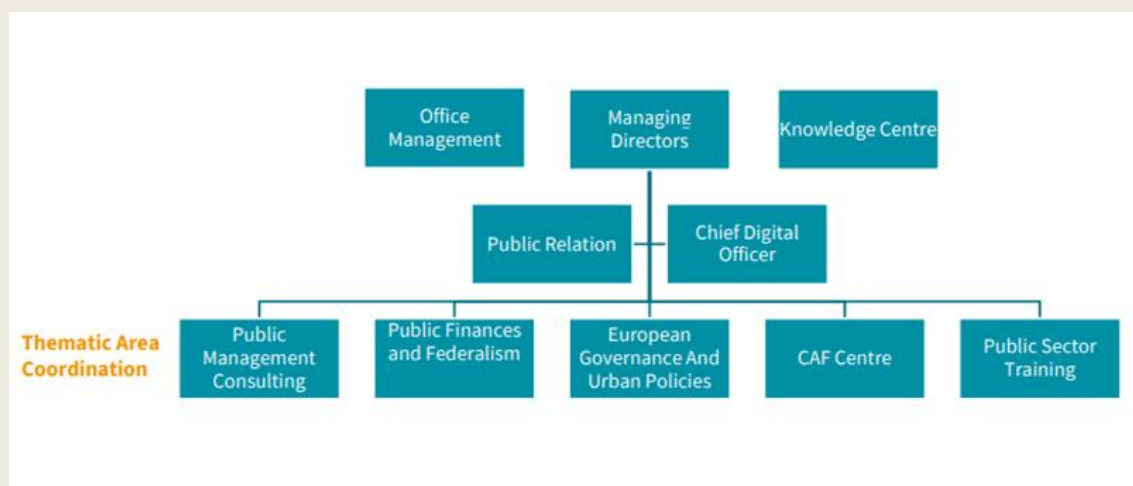 Office
Management
Managing
Directors
Knowledge Centre
Public Relation
Chief Digital
Officer
Thematic Area
Coordination
Public
Management
Consulting
Public Finances
and Federalism
European
Governance And
Urban Policies
CAF Centre
Public Sector
Training